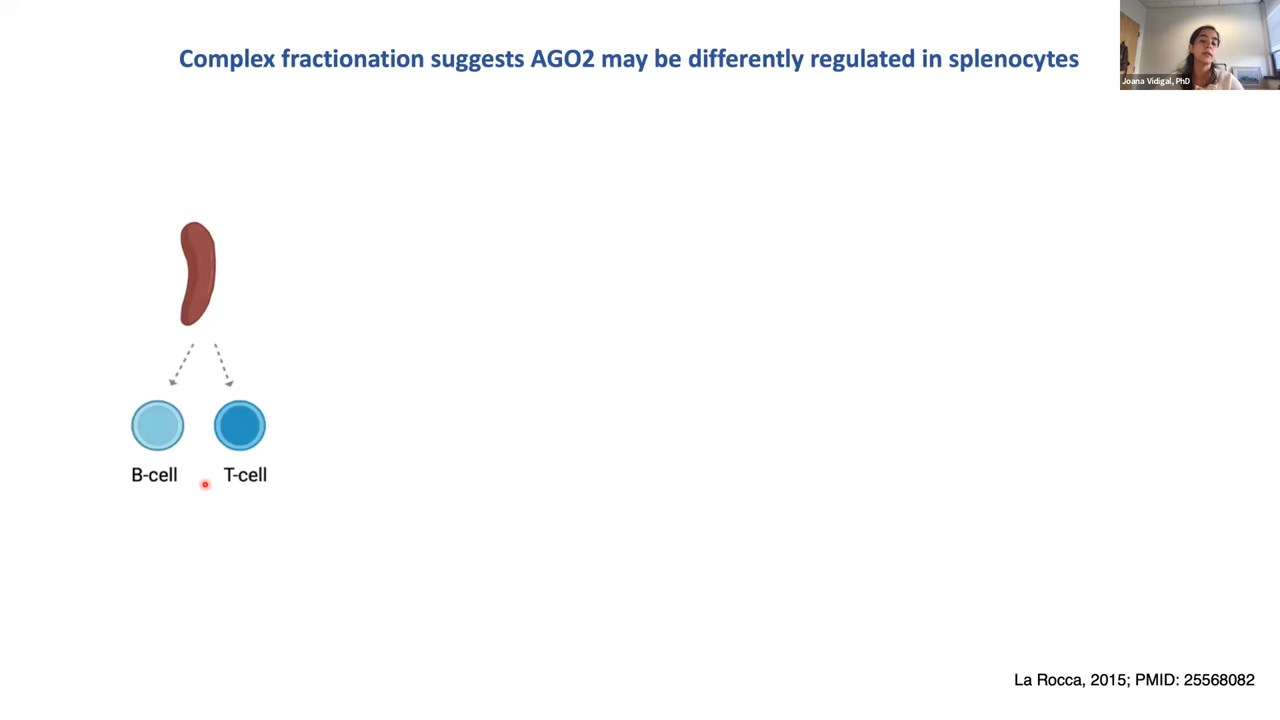 Complex fractionation suggests AGO2 may be differently regulated in splenocytes
Joana Vidigal, PhD
B-cell
T-cell
La Rocca, 2015; PMID: 25568082